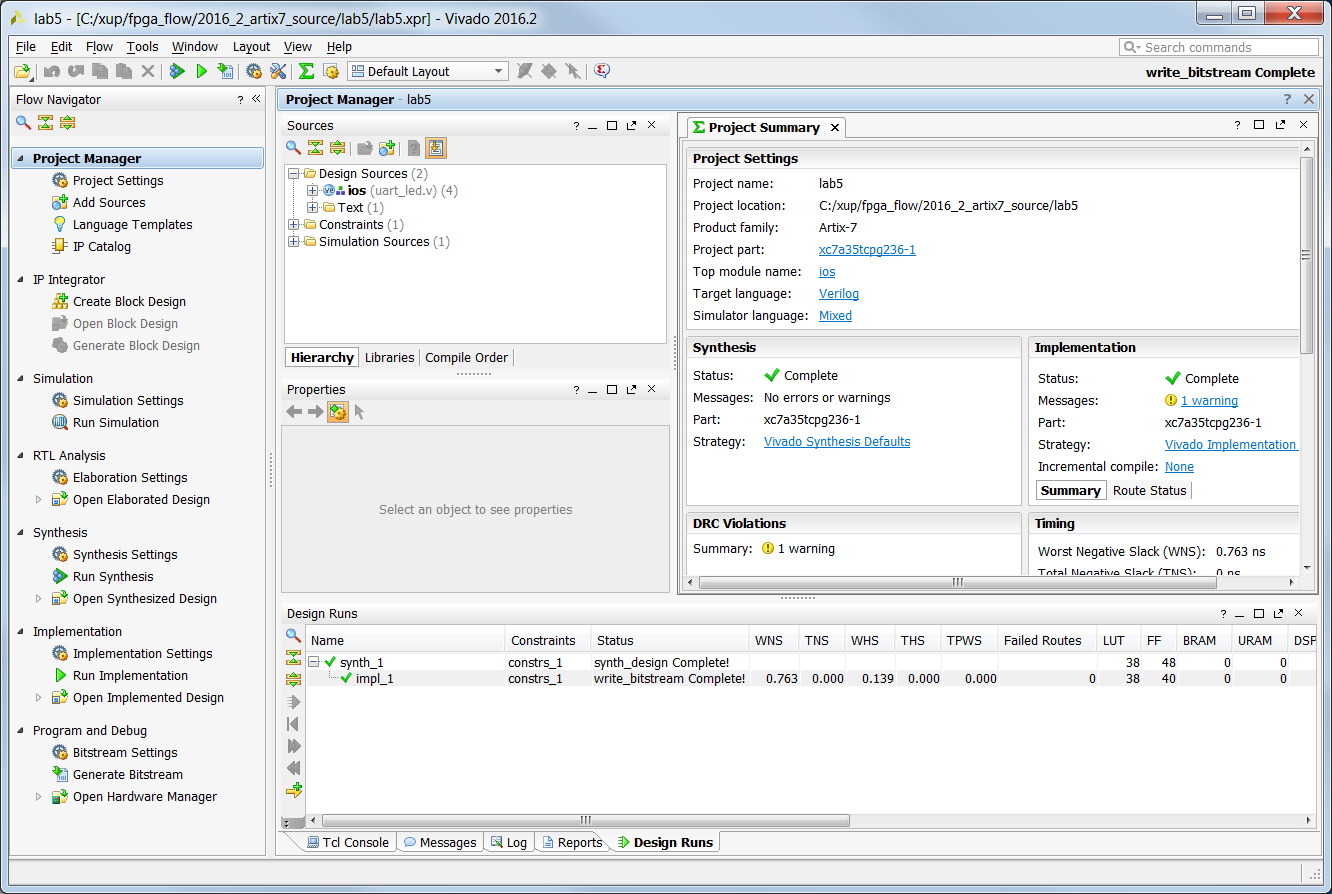 lab5 - [C:/xup/fpga_flow/2016_2_artix7_source/lab5/lab5.xpr] - Vivado 2016.2
File Edit Flow Tools Window Layout View Help
Search commands
Default Layout
write_bitstream Complete
Flow Navigator
Project Manager
Project Settings
Add Sources
Language Templates
IP Catalog
IP Integrator
Create Block Design
Open Block Design
Generate Block Design
Simulation
Simulation Settings
Run Simulation
RTL Analysis
Elaboration Settings
Open Elaborated Design
Synthesis
Synthesis Settings
Run Synthesis
Open Synthesized Design
Implementation
Implementation Settings
Run Implementation
Open Implemented Design
Program and Debug
Bitstream Settings
Generate Bitstream
Open Hardware Manager
Project Manager - lab5
Sources
Design Sources (2)
ios (uart_led.v) (4)
Text (1)
Constraints (1)
Simulation Sources (1)
Hierarchy Libraries Compile Order
Properties
Select an object to see properties
Project Summary
Project Settings
Project name: lab5
Project location: C:/xup/fpga_flow/2016_2_artix7_source/lab5
Product family: Artix-7
Project part: xc7a35tcpg236-1
Top module name: ios
Target language: Verilog
Simulator language: Mixed
Synthesis
Status: Complete
Messages: No errors or warnings
Part: xc7a35tcpg236-1
Strategy: Vivado Synthesis Defaults
Implementation
Status: Complete
Messages: 1 warning
Part: xc7a35tcpg236-1
Strategy: Vivado Implementation
Incremental compile: None
Summary Route Status
DRC Violations
Summary: 1 warning
Timing
Worst Negative Slack (WNS): 0.763 ns
Total Negative Slack (TNS): 0 ns
Design Runs
Name Constraints Status WNS TNS WHS THS TPWS Failed Routes LUT FF BRAM URAM DSP
synth_1 constrs_1 synth_design Complete! 38 48 0 0
impl_1 constrs_1 write_bitstream Complete! 0.763 0.000 0.139 0.000 0.000 0 38 40 0 0
Tcl Console Messages Log Reports Design Runs